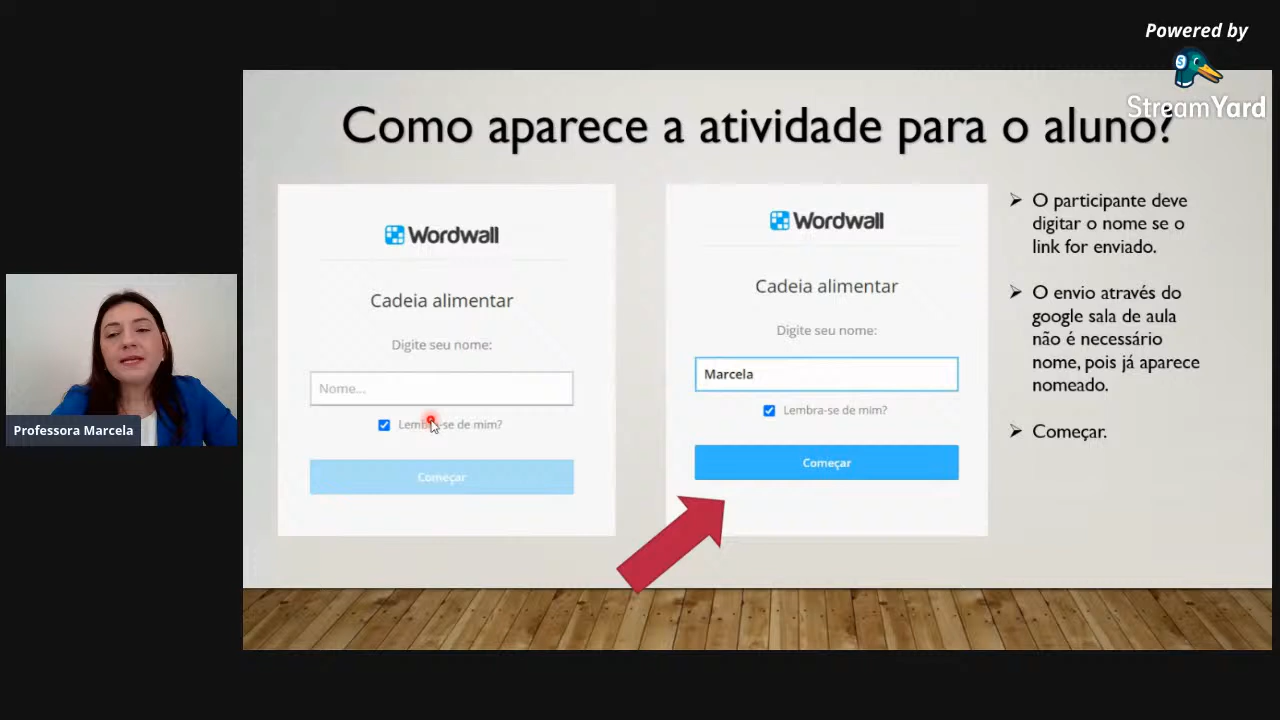 Powered by
StreamYard
Como aparece a atividade para o aluno?
Wordwall
Cadeia alimentar
Digite seu nome:
Nome...
Lembra-se de mim?
Começar
Wordwall
Cadeia alimentar
Digite seu nome:
Marcela
Lembra-se de mim?
Começar
O participante deve
digitar o nome se o
link for enviado.
O envio através do
google sala de aula
não é necessário
nome, pois já aparece
nomeado.
Começar.
Professora Marcela